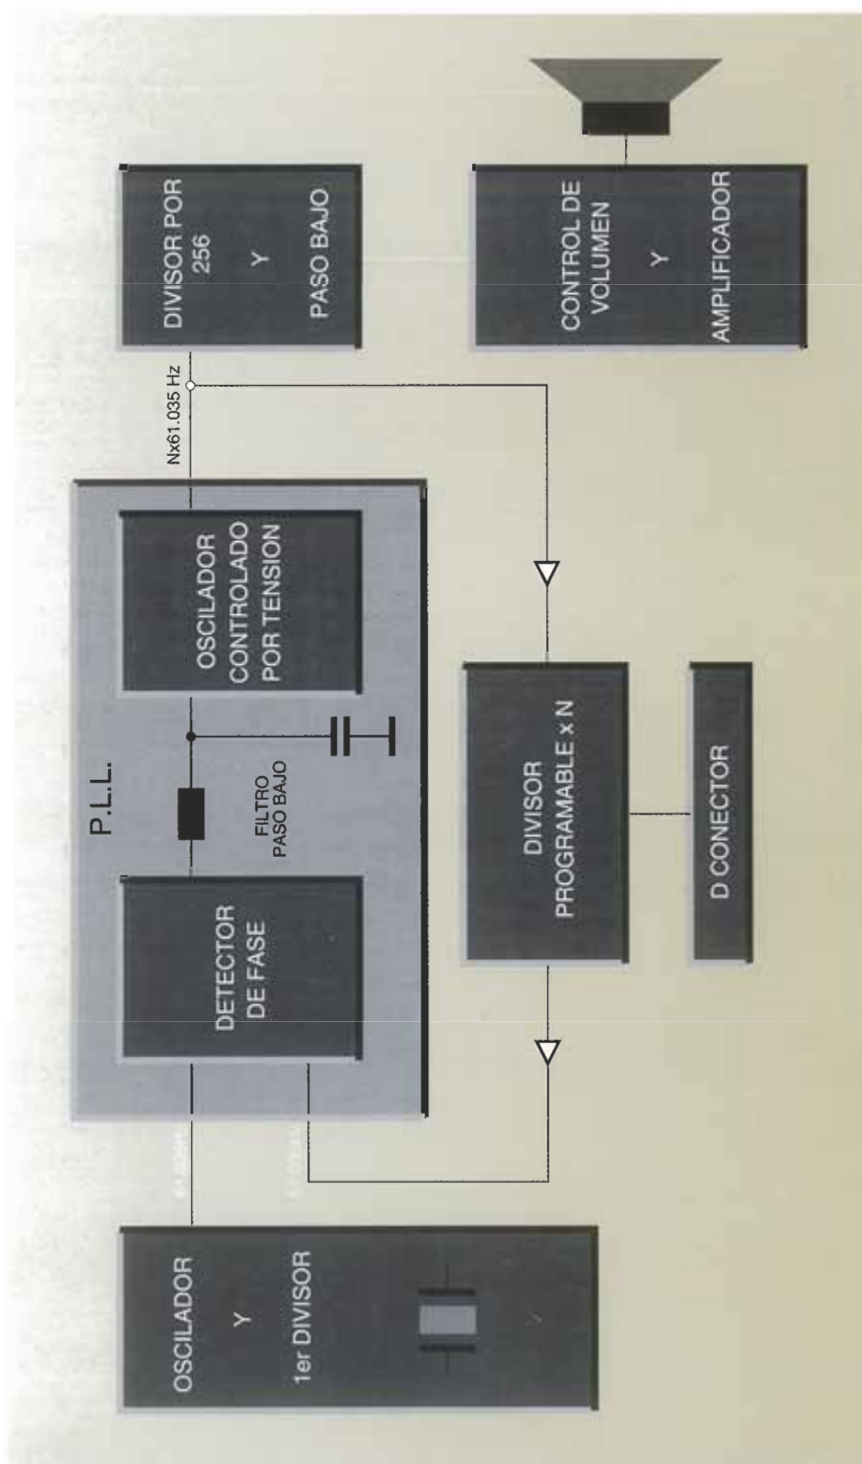 OSCILADOR
Y
1er DIVISOR
P.L.L.
DETECTOR
DE FASE
FILTRO
PASO BAJO
OSCILADOR
CONTROLADO
POR TENSION
Nx61.035 Hz
DIVISOR POR
256
Y
PASO BAJO
DIVISOR
PROGRAMABLE x N
D CONECTOR
CONTROL DE
VOLUMEN
Y
AMPLIFICADOR